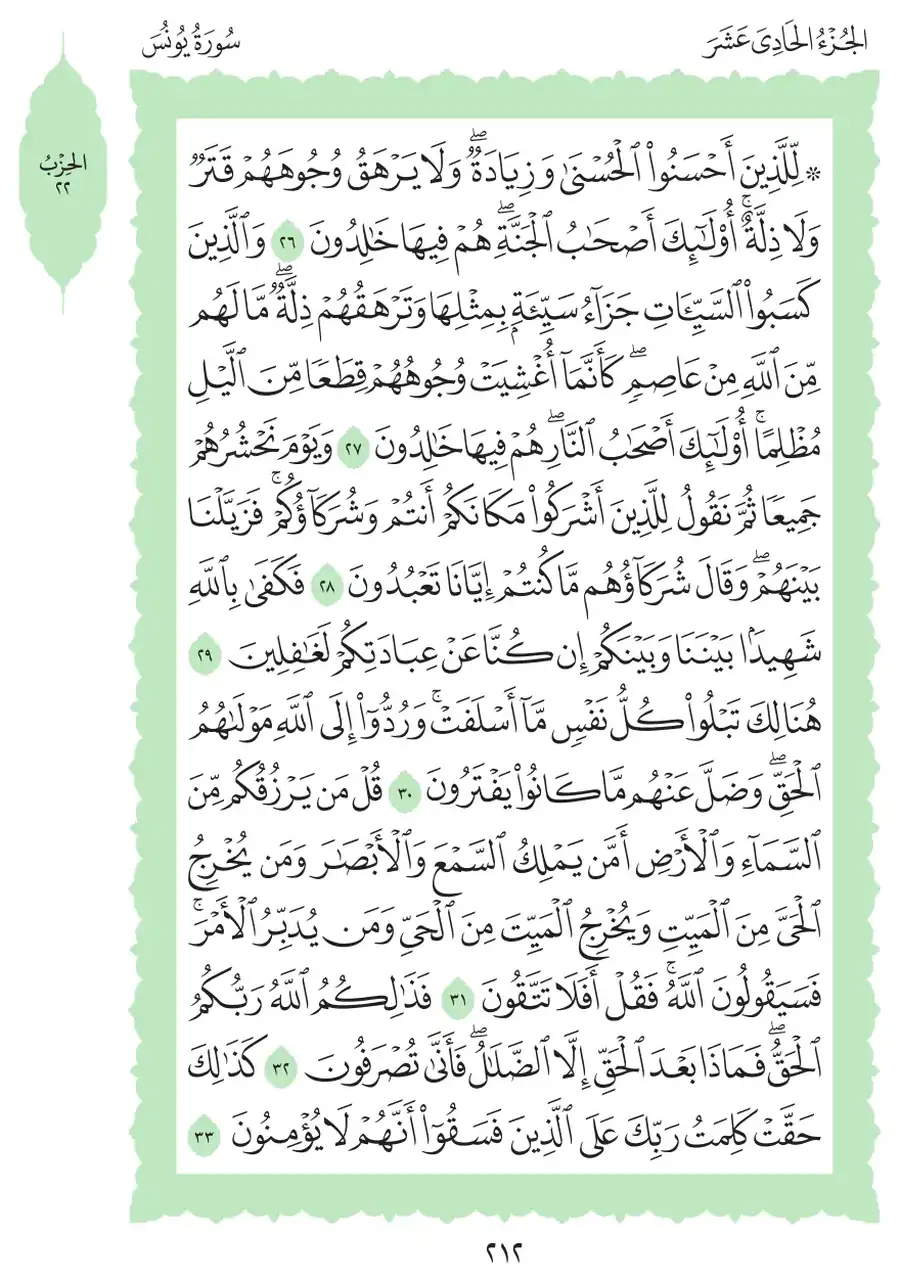 الجُزْءُ الحَادِىَ عَشَرَ
سُورَةُ يُونُسَ
الحِزْبُ
٢٢
۞ لِّلَّذِينَ أَحْسَنُواْ ٱلْحُسْنَىٰ وَزِيَادَةٌۖ وَلَا يَرْهَقُ وُجُوهَهُمْ قَتَرٌ
وَلَا ذِلَّةٌۚ أُوْلَٰٓئِكَ أَصْحَٰبُ ٱلْجَنَّةِۖ هُمْ فِيهَا خَٰلِدُونَ ٢٦ وَٱلَّذِينَ
كَسَبُواْ ٱلسَّيِّـَٔاتِ جَزَآءُ سَيِّئَةِۭ بِمِثْلِهَا وَتَرْهَقُهُمْ ذِلَّةٌۖ مَّا لَهُم
مِّنَ ٱللَّهِ مِنْ عَاصِمٍۖ كَأَنَّمَآ أُغْشِيَتْ وُجُوهُهُمْ قِطَعًا مِّنَ ٱلَّيْلِ
مُظْلِمًاۚ أُوْلَٰٓئِكَ أَصْحَٰبُ ٱلنَّارِۖ هُمْ فِيهَا خَٰلِدُونَ ٢٧ وَيَوْمَ نَحْشُرُهُمْ
جَمِيعًا ثُمَّ نَقُولُ لِلَّذِينَ أَشْرَكُواْ مَكَانَكُمْ أَنتُمْ وَشُرَكَآؤُكُمْۚ فَزَيَّلْنَا
بَيْنَهُمْۖ وَقَالَ شُرَكَآؤُهُم مَّا كُنتُمْ إِيَّانَا تَعْبُدُونَ ٢٨ فَكَفَىٰ بِٱللَّهِ
شَهِيدًۢا بَيْنَنَا وَبَيْنَكُمْ إِن كُنَّا عَنْ عِبَادَتِكُمْ لَغَٰفِلِينَ ٢٩
هُنَالِكَ تَبْلُواْ كُلُّ نَفْسٍ مَّآ أَسْلَفَتْۚ وَرُدُّوٓاْ إِلَى ٱللَّهِ مَوْلَىٰهُمُ
ٱلْحَقِّۖ وَضَلَّ عَنْهُم مَّا كَانُواْ يَفْتَرُونَ ٣٠ قُلْ مَن يَرْزُقُكُم مِّنَ
ٱلسَّمَآءِ وَٱلْأَرْضِ أَمَّن يَمْلِكُ ٱلسَّمْعَ وَٱلْأَبْصَٰرَ وَمَن يُخْرِجُ
ٱلْحَىَّ مِنَ ٱلْمَيِّتِ وَيُخْرِجُ ٱلْمَيِّتَ مِنَ ٱلْحَىِّ وَمَن يُدَبِّرُ ٱلْأَمْرَۚ
فَسَيَقُولُونَ ٱللَّهُۚ فَقُلْ أَفَلَا تَتَّقُونَ ٣١ فَذَٰلِكُمُ ٱللَّهُ رَبُّكُمُ
ٱلْحَقُّۖ فَمَاذَا بَعْدَ ٱلْحَقِّ إِلَّا ٱلضَّلَٰلُۖ فَأَنَّىٰ تُصْرَفُونَ ٣٢ كَذَٰلِكَ
حَقَّتْ كَلِمَتُ رَبِّكَ عَلَى ٱلَّذِينَ فَسَقُوٓاْ أَنَّهُمْ لَا يُؤْمِنُونَ ٣٣
٢١٢